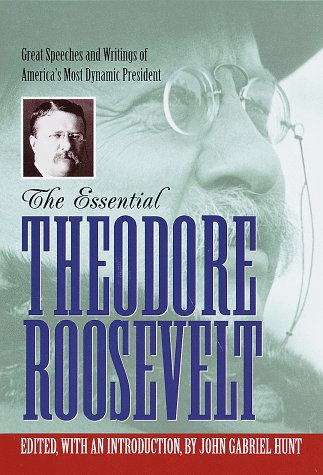 Great Speeches and Writings of
America's Most Dynamic President
The Essential
THEODORE
ROOSEVELT
EDITED, WITH AN INTRODUCTION, BY JOHN GABRIEL HUNT